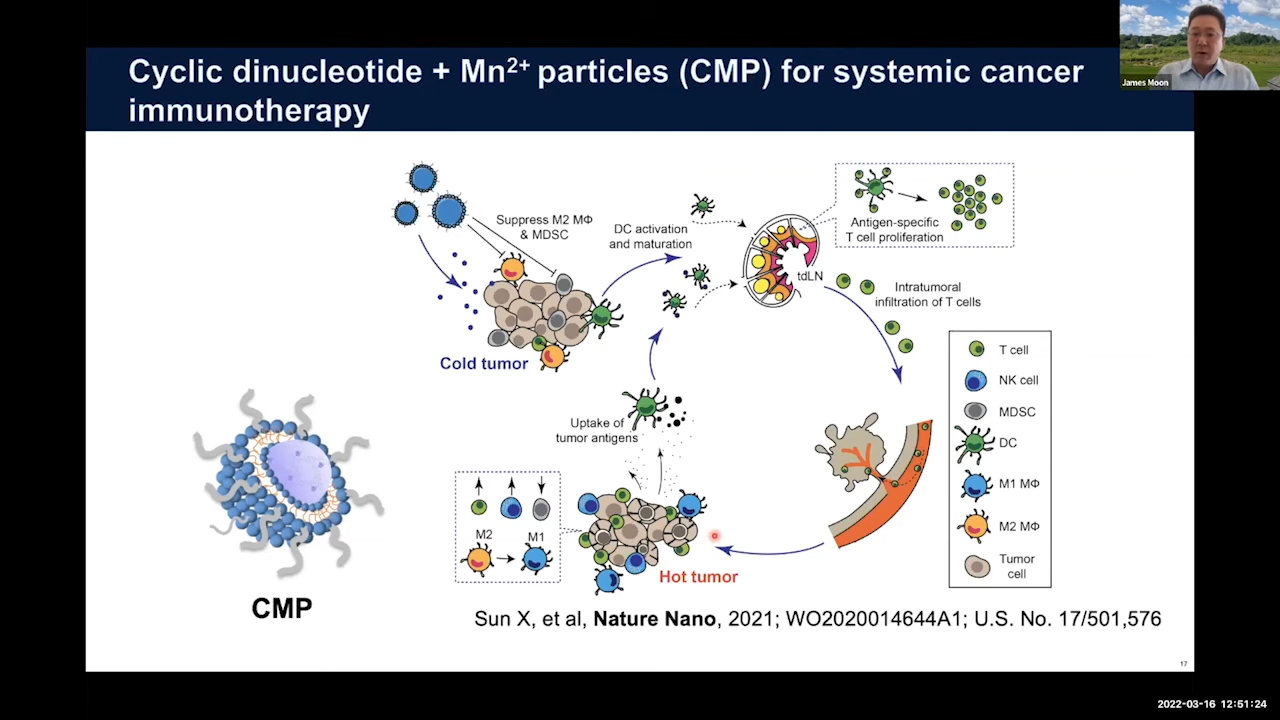 James Moon
Cyclic dinucleotide + Mn²⁺ particles (CMP) for systemic cancer
immunotherapy
Suppress M2 MΦ
& MDSC
DC activation
and maturation
Antigen-specific
T cell proliferation
tdLN
Intratumoral
infiltration of T cells
Cold tumor
T cell
NK cell
MDSC
DC
M1 MΦ
M2 MΦ
Tumor
cell
Uptake of
tumor antigens
M2
M1
Hot tumor
CMP
Sun X, et al, Nature Nano, 2021; WO2020014644A1; U.S. No. 17/501,576
17
2022-03-16 12:51:24